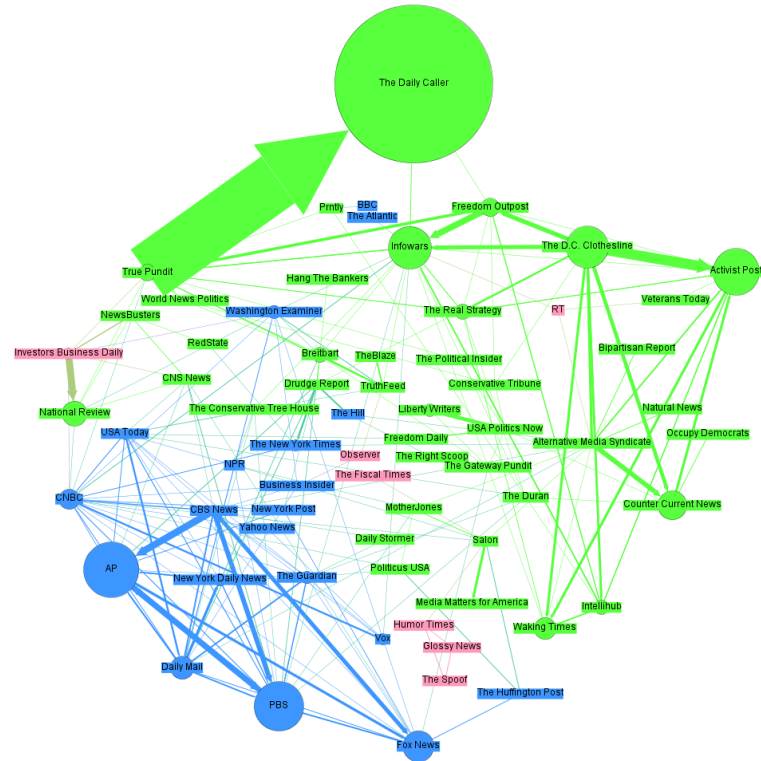 The Daily Caller
BBC
Prntly
Freedom Outpost
The Atlantic
Infowars
The D.C. Clothesline
True Pundit
Activist Post
Hang The Bankers
World News Politics
Veterans Today
Washington Examiner
The Real Strategy
RT
NewsBusters
RedState
Bipartisan Report
Investors Business Daily
Breitbart
TheBlaze
The Political Insider
CNS News
Drudge Report
TruthFeed
Conservative Tribune
National Review
The Conservative Tree House
The Hill
Liberty Writers
Natural News
USA Today
USA Politics Now
Occupy Democrats
The New York Times
Freedom Daily
Alternative Media Syndicate
Observer
The Right Scoop
NPR
The Gateway Pundit
The Fiscal Times
Business Insider
CNBC
The Duran
CBS News
New York Post
MotherJones
Counter Current News
Yahoo News
Daily Stormer
Salon
AP
Politicus USA
New York Daily News
The Guardian
Media Matters for America
Intellihub
Humor Times
Waking Times
Vox
Glossy News
Daily Mail
The Spoof
The Huffington Post
PBS
Fox News